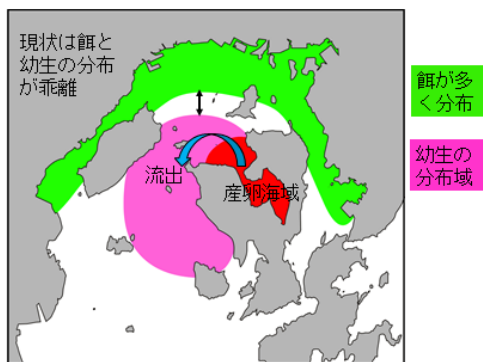 現状は餌と
幼生の分布
が乖離
餌が多
く分布
幼生の
分布域
流出
産卵海域